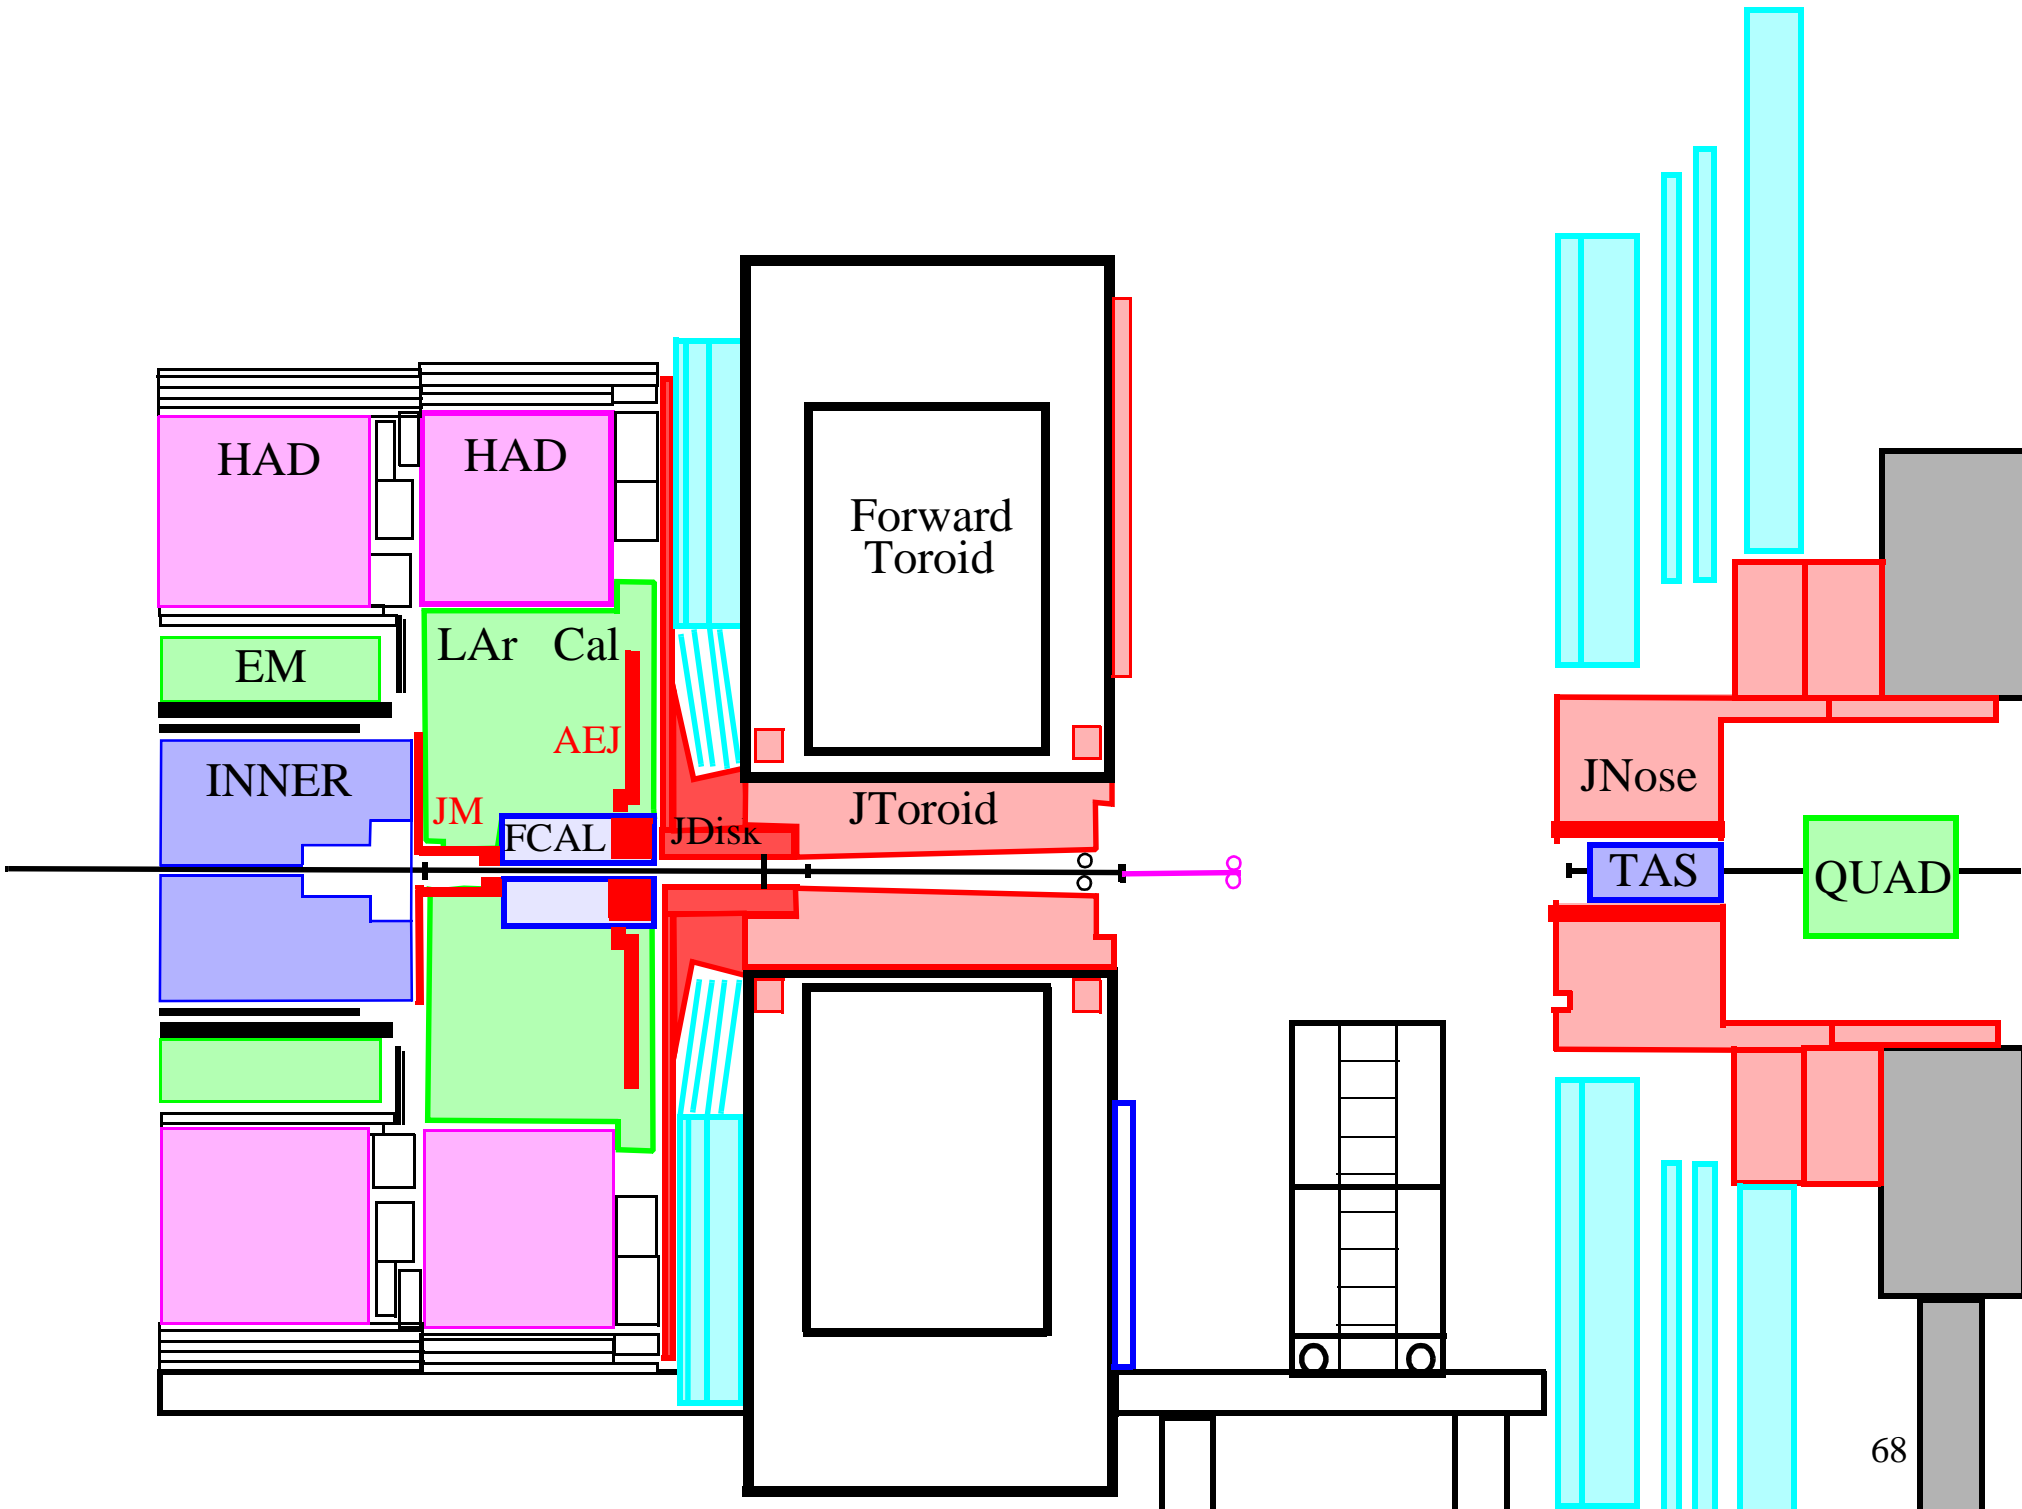 HAD
HAD
Forward
Toroid
LAr Cal
EM
AEJ
INNER
JM
FCAL
JDisk
JToroid
JNose
TAS
QUAD
68